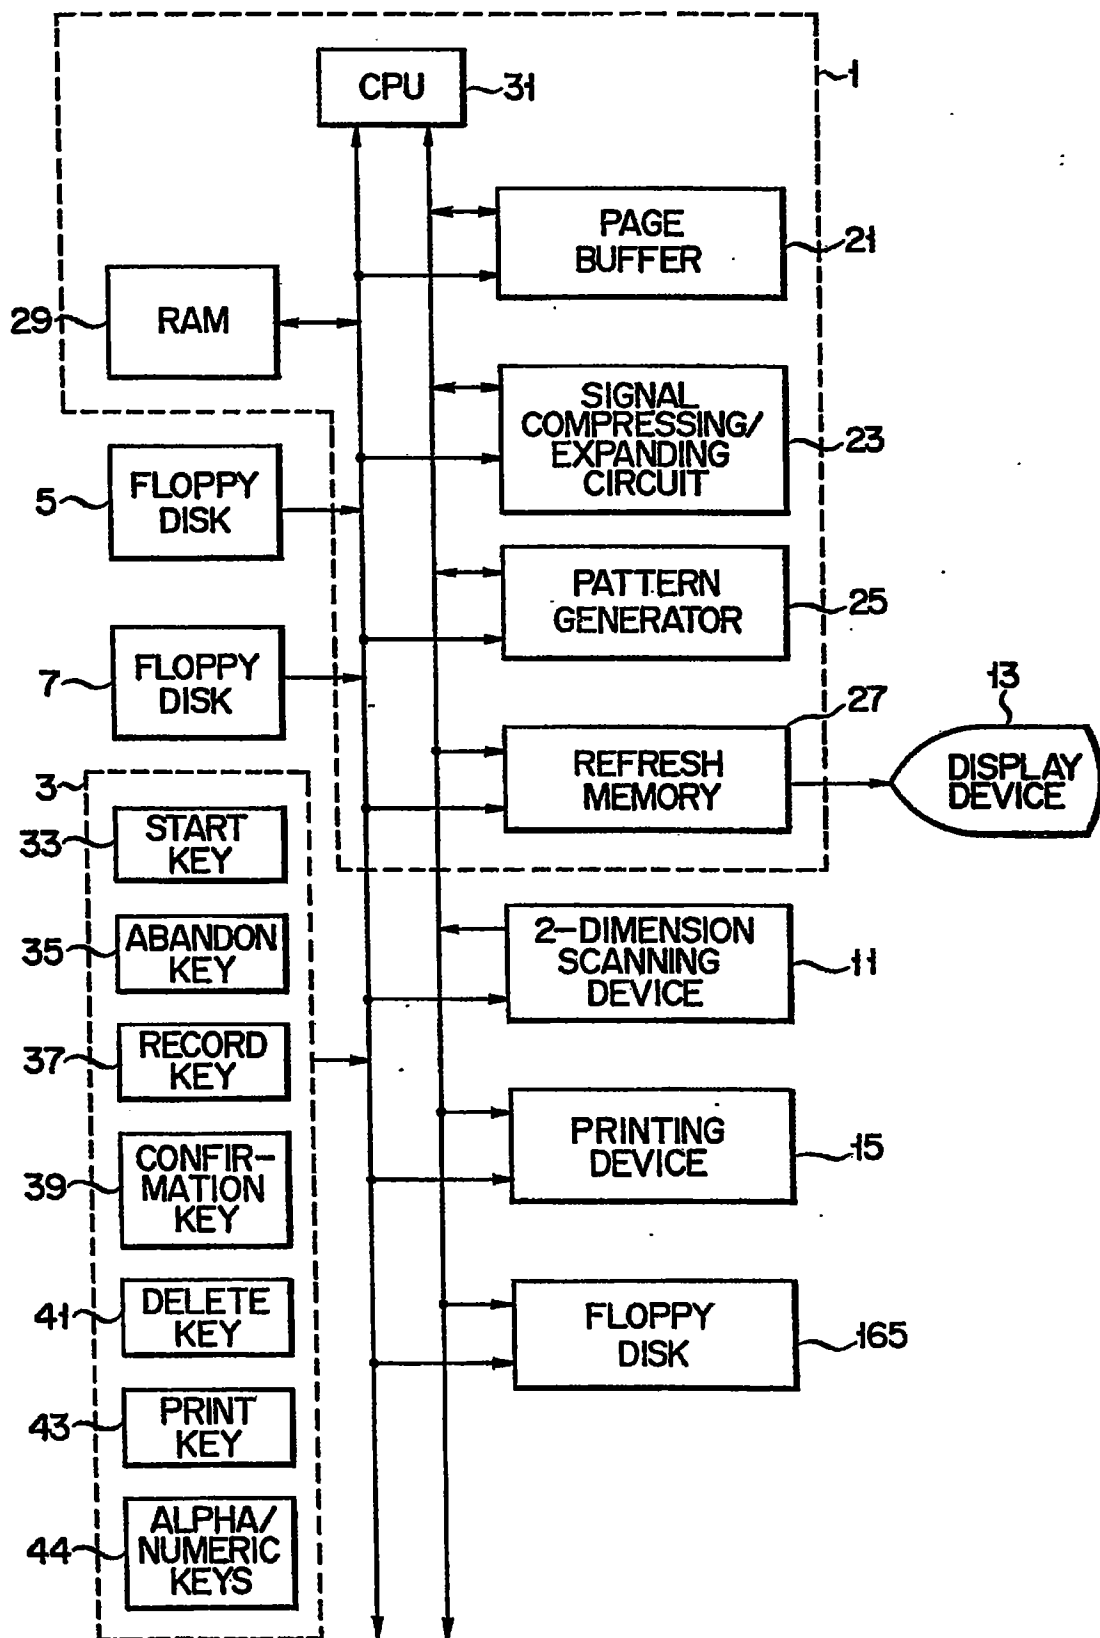 1
CPU
31
PAGE
BUFFER
21
29
RAM
SIGNAL
COMPRESSING/
EXPANDING
CIRCUIT
23
5
FLOPPY
DISK
PATTERN
GENERATOR
25
7
FLOPPY
DISK
27
REFRESH
MEMORY
13
DISPLAY
DEVICE
3
33
START
KEY
35
ABANDON
KEY
2-DIMENSION
SCANNING
DEVICE
11
37
RECORD
KEY
PRINTING
DEVICE
15
39
CONFIR-
MATION
KEY
41
DELETE
KEY
FLOPPY
DISK
165
43
PRINT
KEY
44
ALPHA/
NUMERIC
KEYS